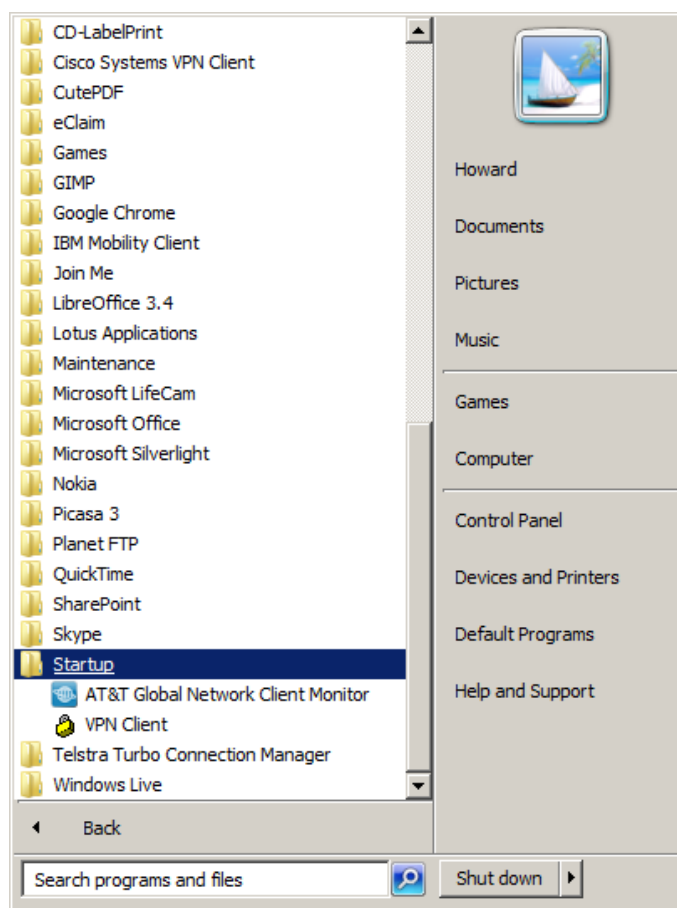 CD-LabelPrint
Cisco Systems VPN Client
CutePDF
eClaim
Games
GIMP
Google Chrome
IBM Mobility Client
Join Me
LibreOffice 3.4
Lotus Applications
Maintenance
Microsoft LifeCam
Microsoft Office
Microsoft Silverlight
Nokia
Picasa 3
Planet FTP
QuickTime
SharePoint
Skype
Startup
AT&T Global Network Client Monitor
VPN Client
Telstra Turbo Connection Manager
Windows Live
Back
Search programs and files
Howard
Documents
Pictures
Music
Games
Computer
Control Panel
Devices and Printers
Default Programs
Help and Support
Shut down